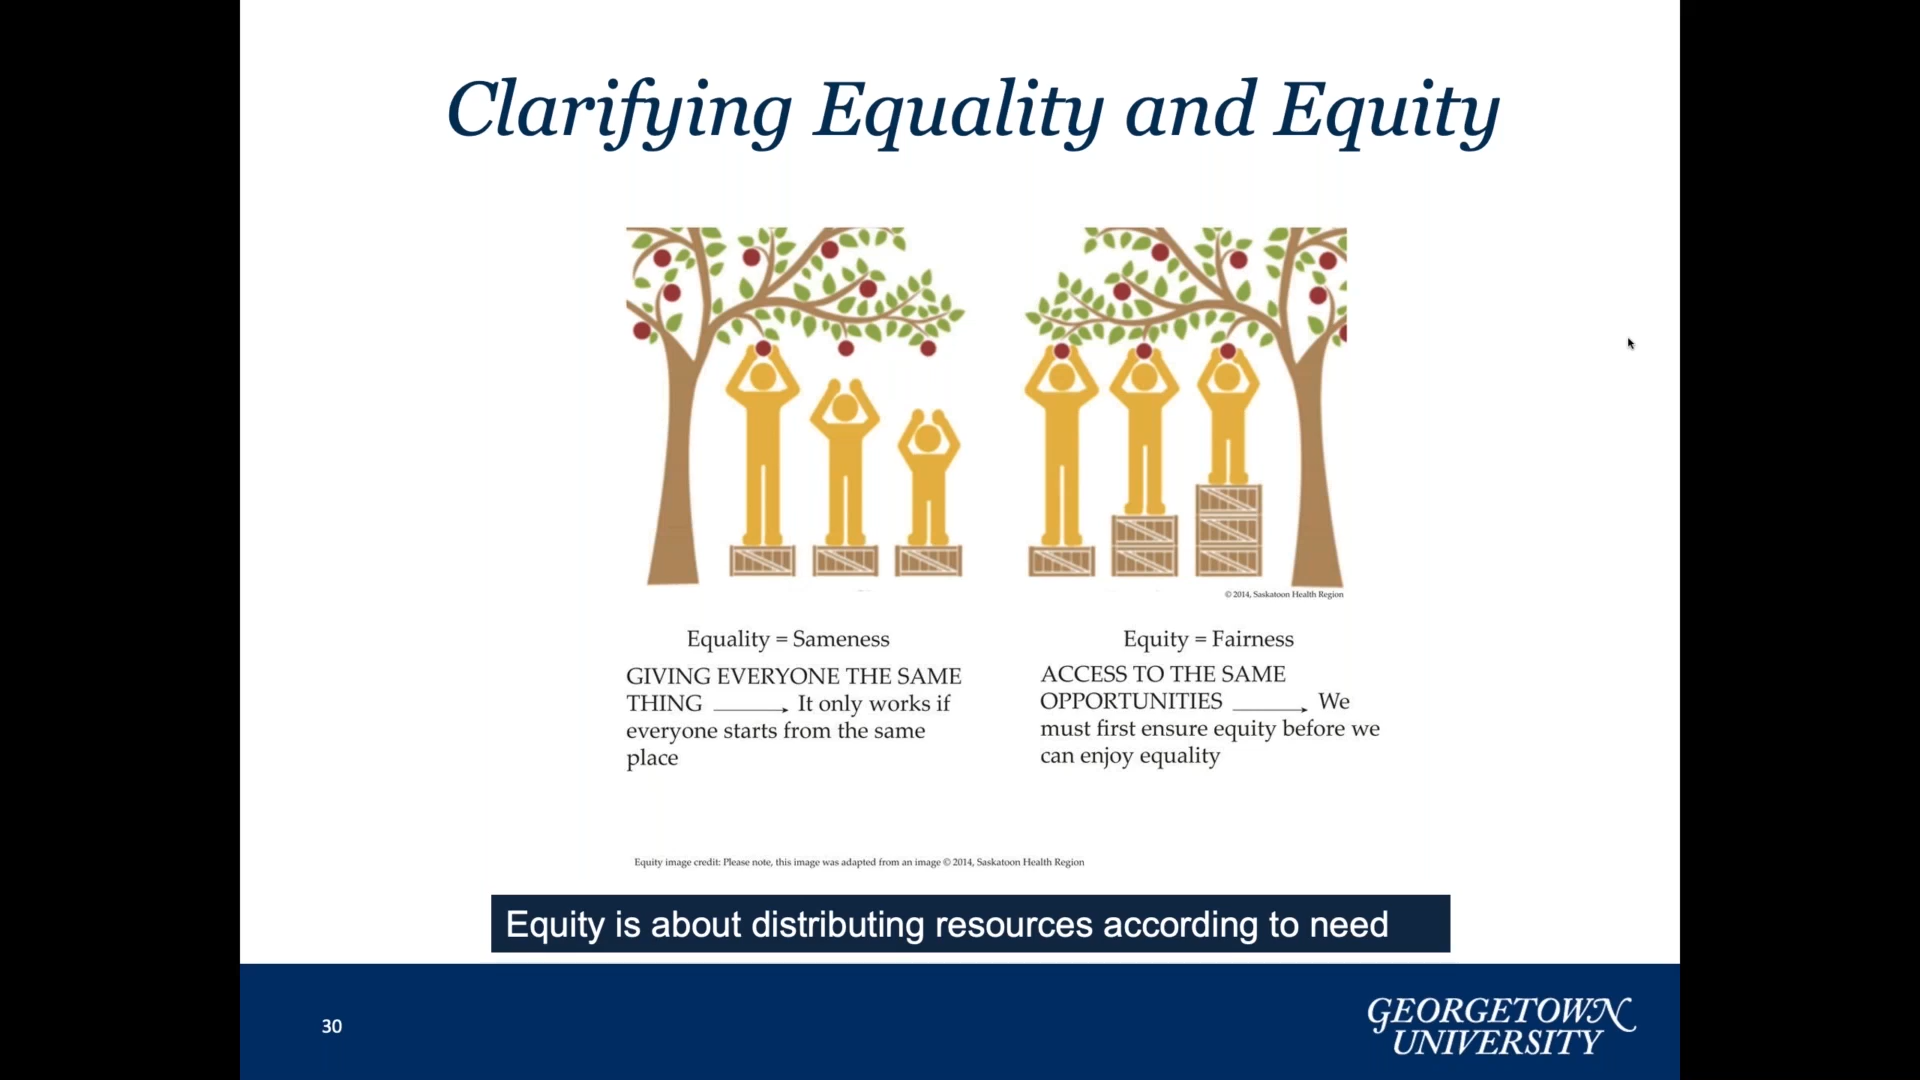 Clarifying Equality and Equity
© 2014, Saskatoon Health Region
Equality = Sameness
GIVING EVERYONE THE SAME
THING → It only works if
everyone starts from the same
place
Equity = Fairness
ACCESS TO THE SAME
OPPORTUNITIES → We
must first ensure equity before we
can enjoy equality
Equity image credit: Please note, this image was adapted from an image © 2014, Saskatoon Health Region
Equity is about distributing resources according to need
30
GEORGETOWN
UNIVERSITY